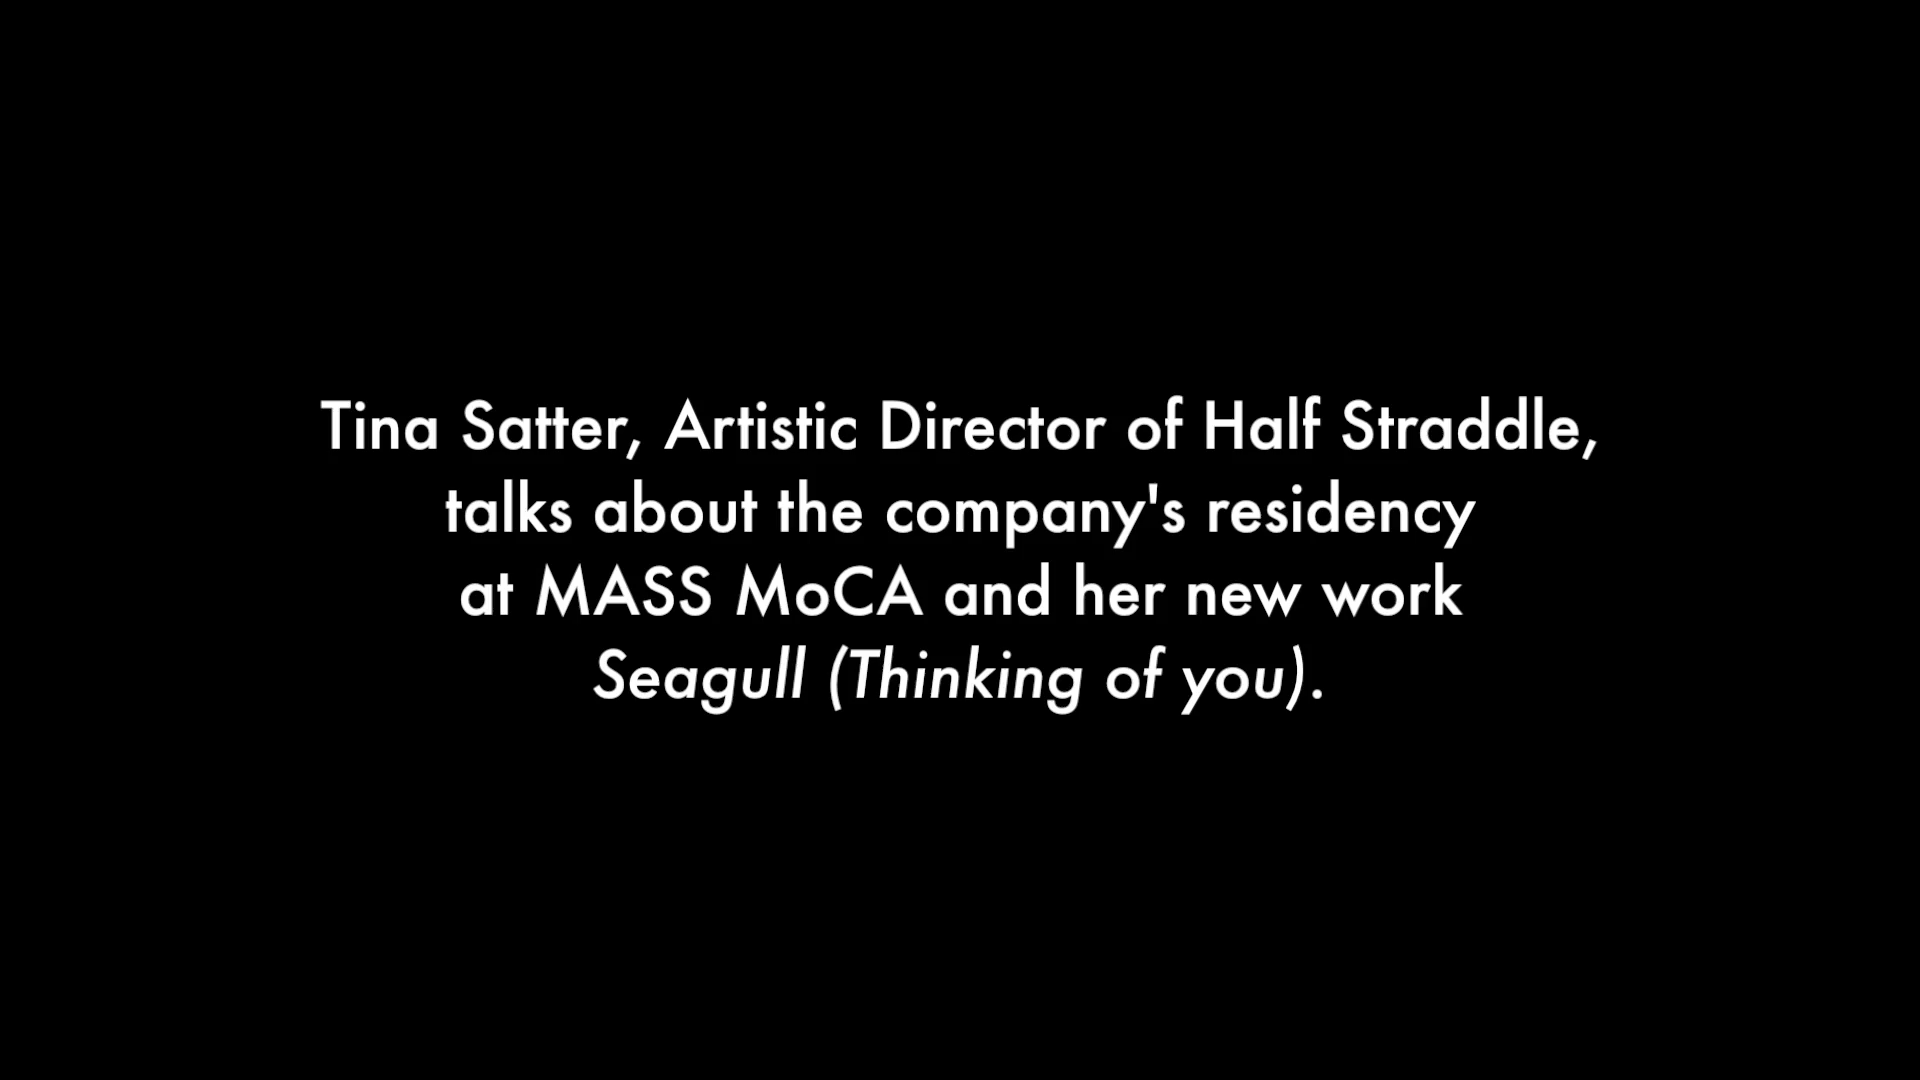 Tina Satter, Artistic Director of Half Straddle,
talks about the company's residency
at MASS MoCA and her new work
Seagull (Thinking of you).